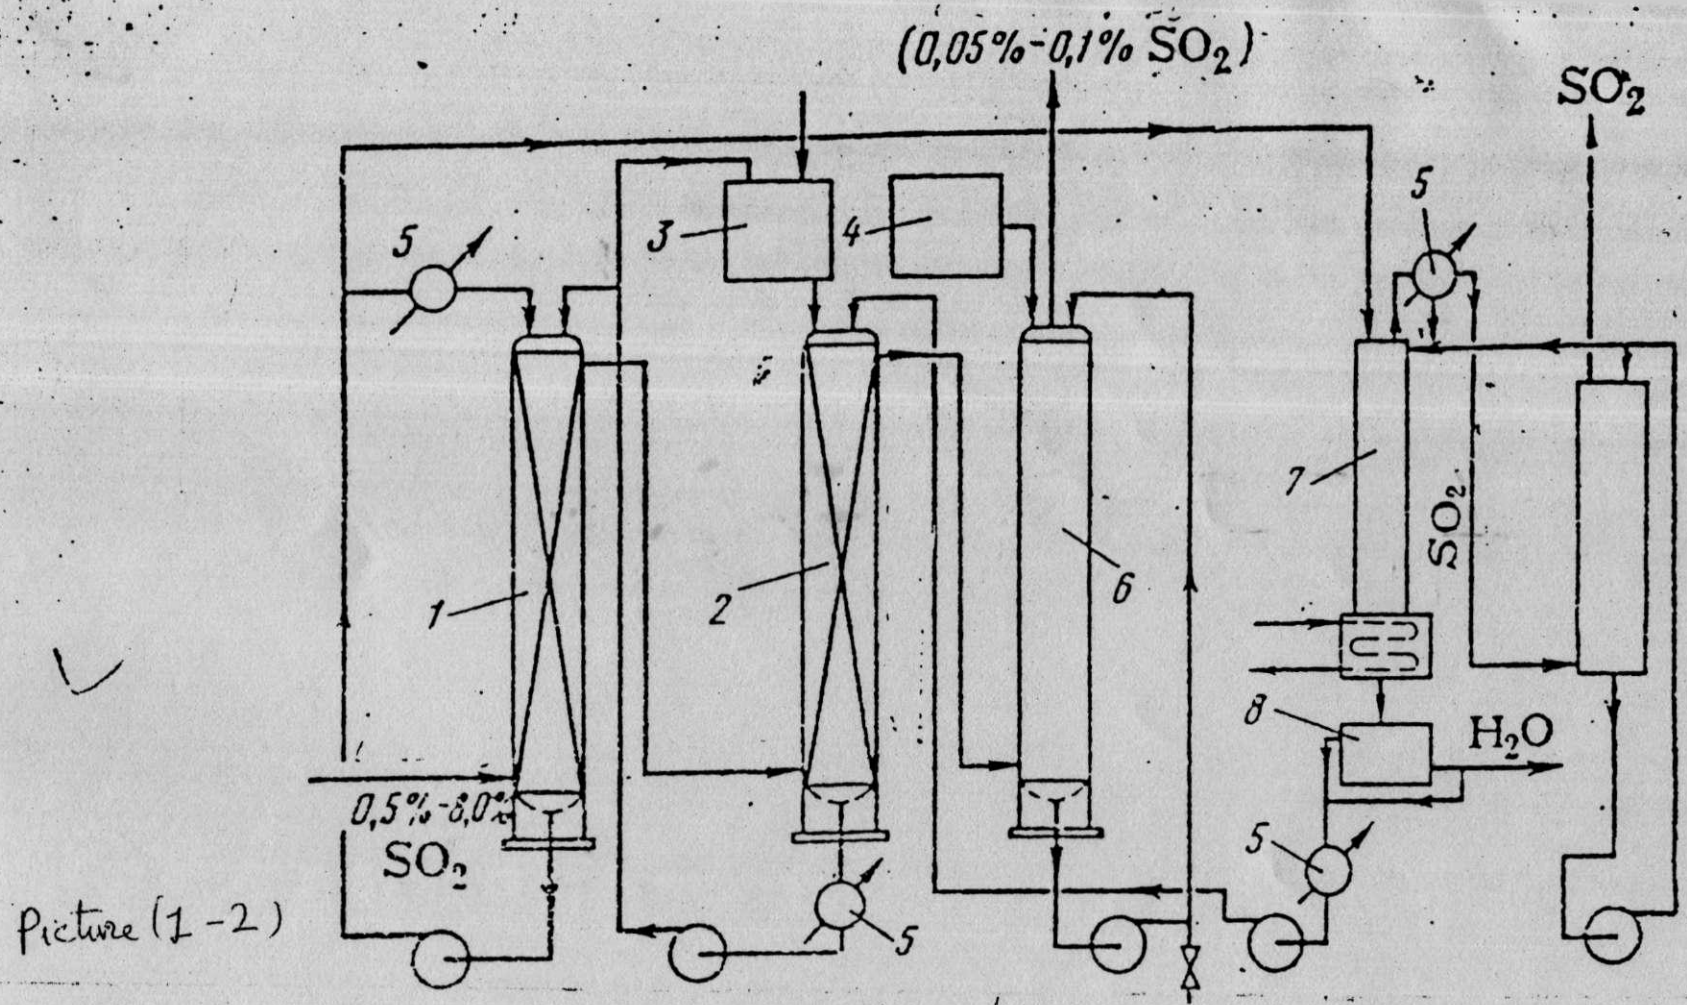 (0,05%-0,1% SO₂)
SO₂
5
5
3
4
7
SO₂
1
2
6
8
H₂O
0,5%-8,0%
SO₂
5
5
Picture (1-2)